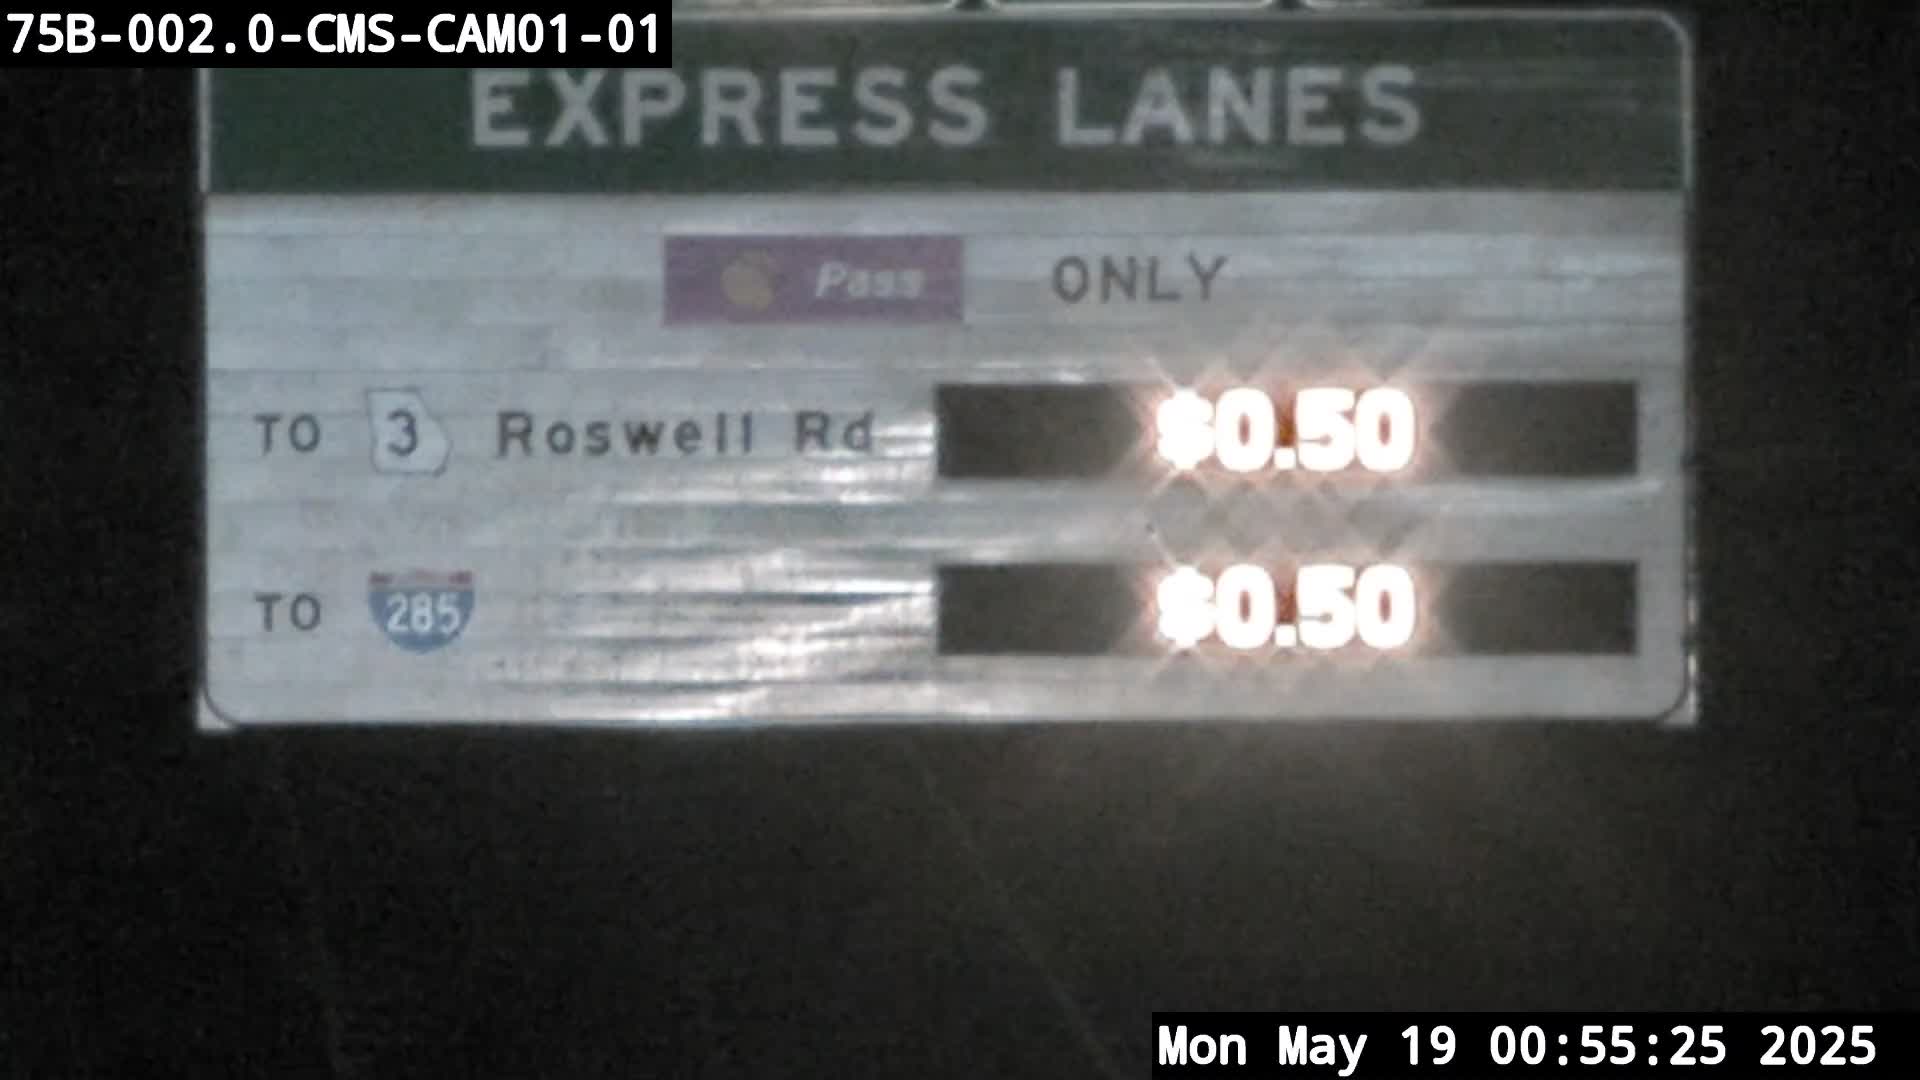 75B-002.0-CMS-CAM01-01
EXPRESS LANES
Pass ONLY
TO 3 Roswell Rd $0.50
TO 285 $0.50
Mon May 19 00:55:25 2025